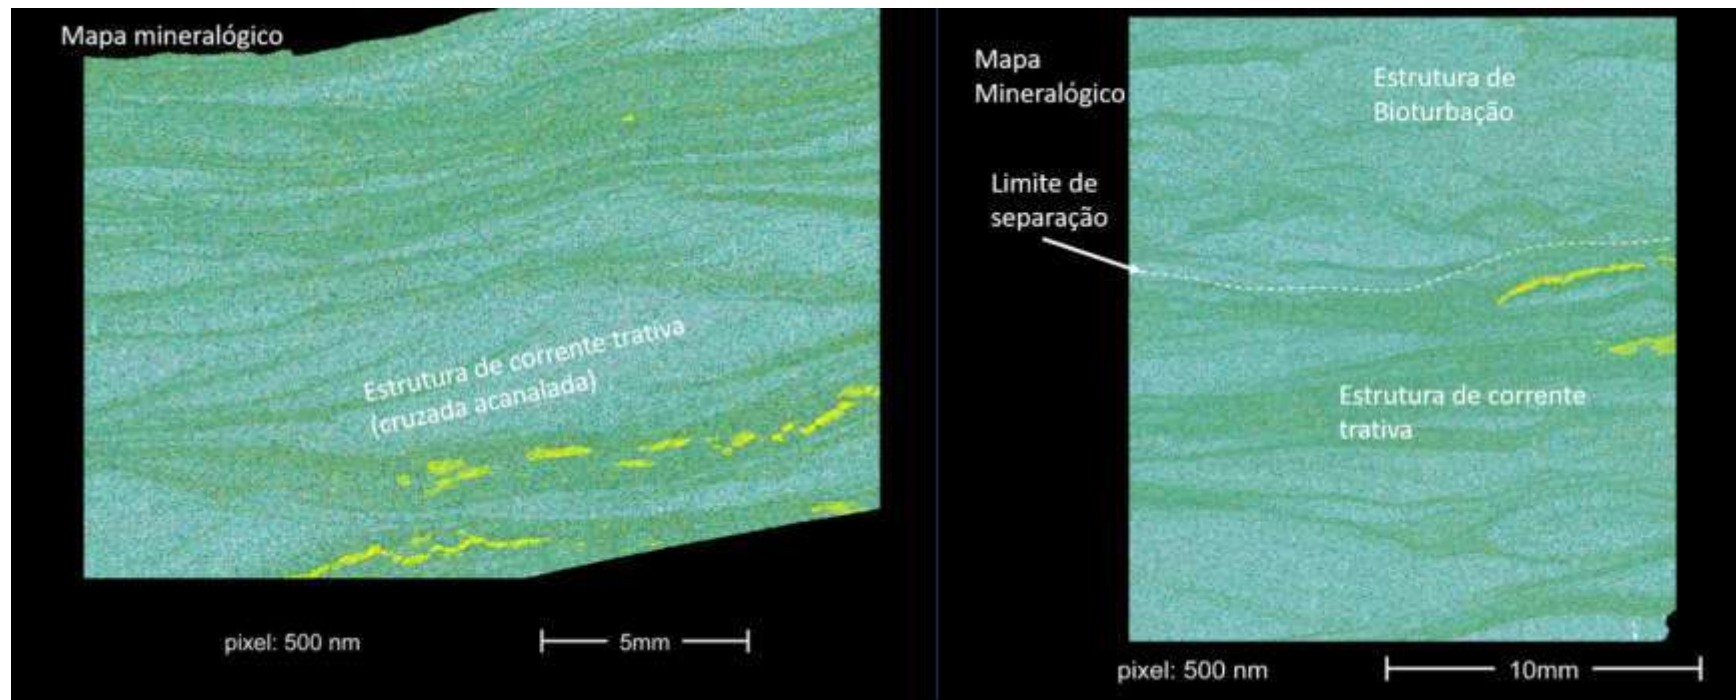 Mapa mineralógico
Estrutura de corrente trativa
(cruzada acanalada)
pixel: 500 nm
5mm
Mapa
Mineralógico
Estrutura de
Bioturbação
Limite de
separação
Estrutura de corrente
trativa
pixel: 500 nm
10mm